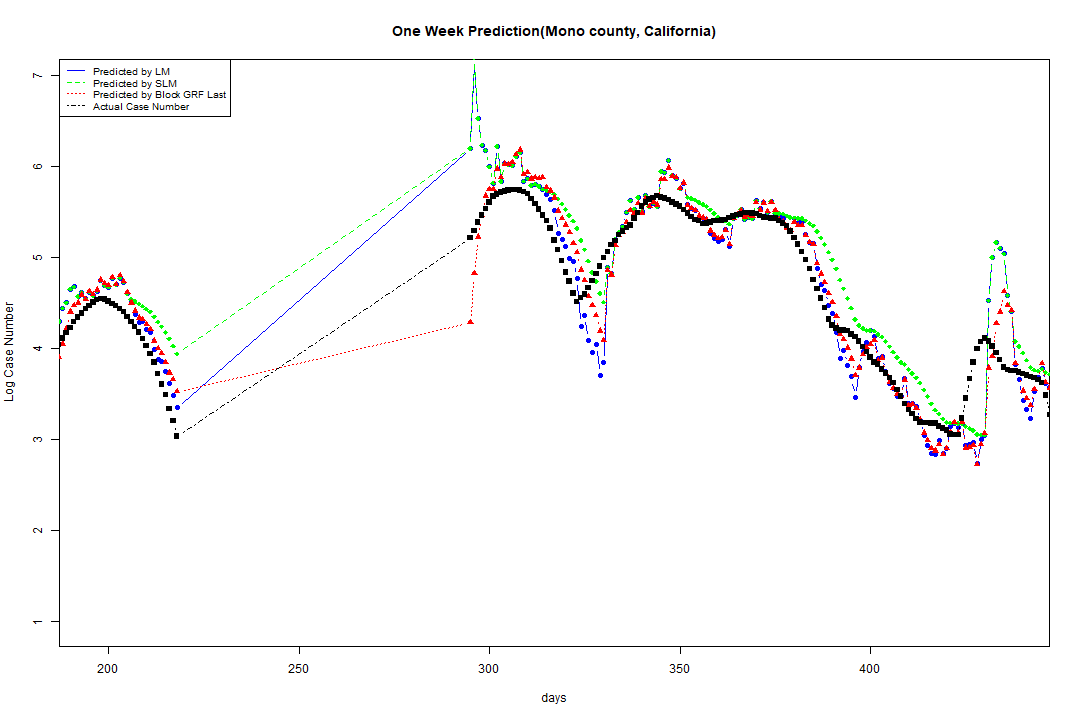 One Week Prediction(Mono county, California)
Predicted by LM
Predicted by SLM
Predicted by Block GRF Last
Actual Case Number
Log Case Number
7
6
5
4
3
2
1
200
250
300
350
400
days